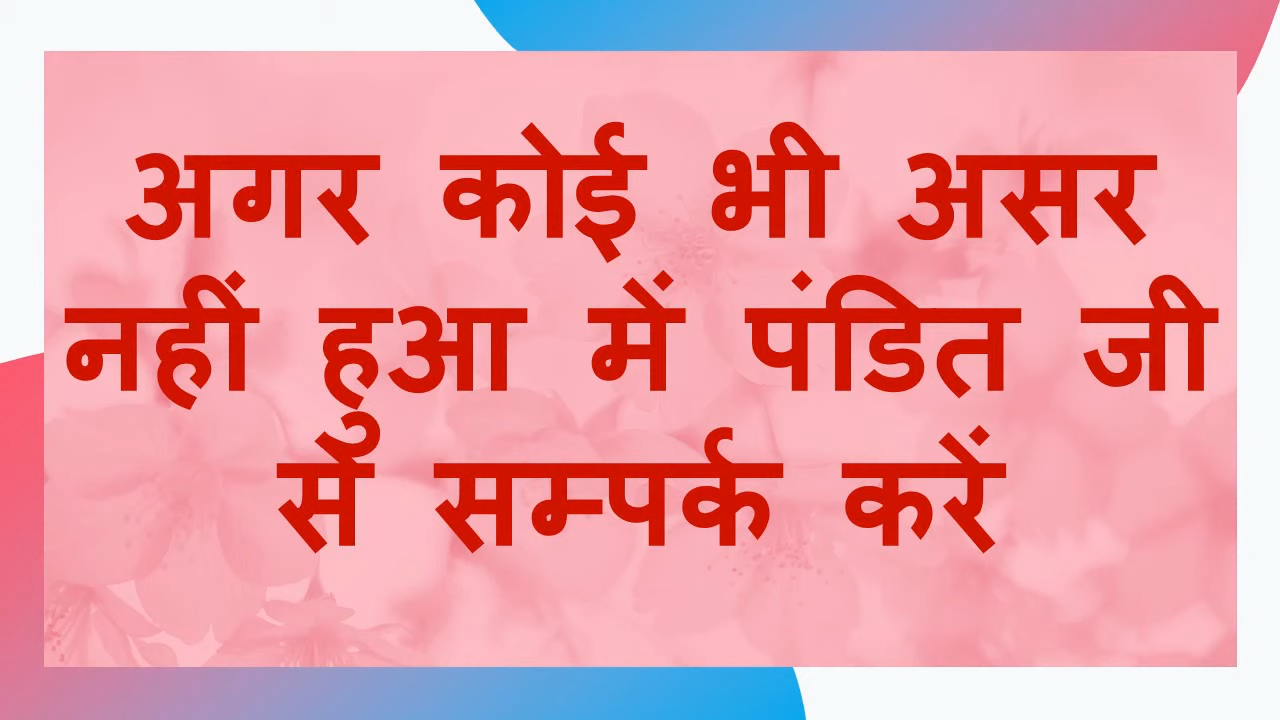 अगर कोई भी असर
नहीं हुआ में पंडित जी
से सम्पर्क करें